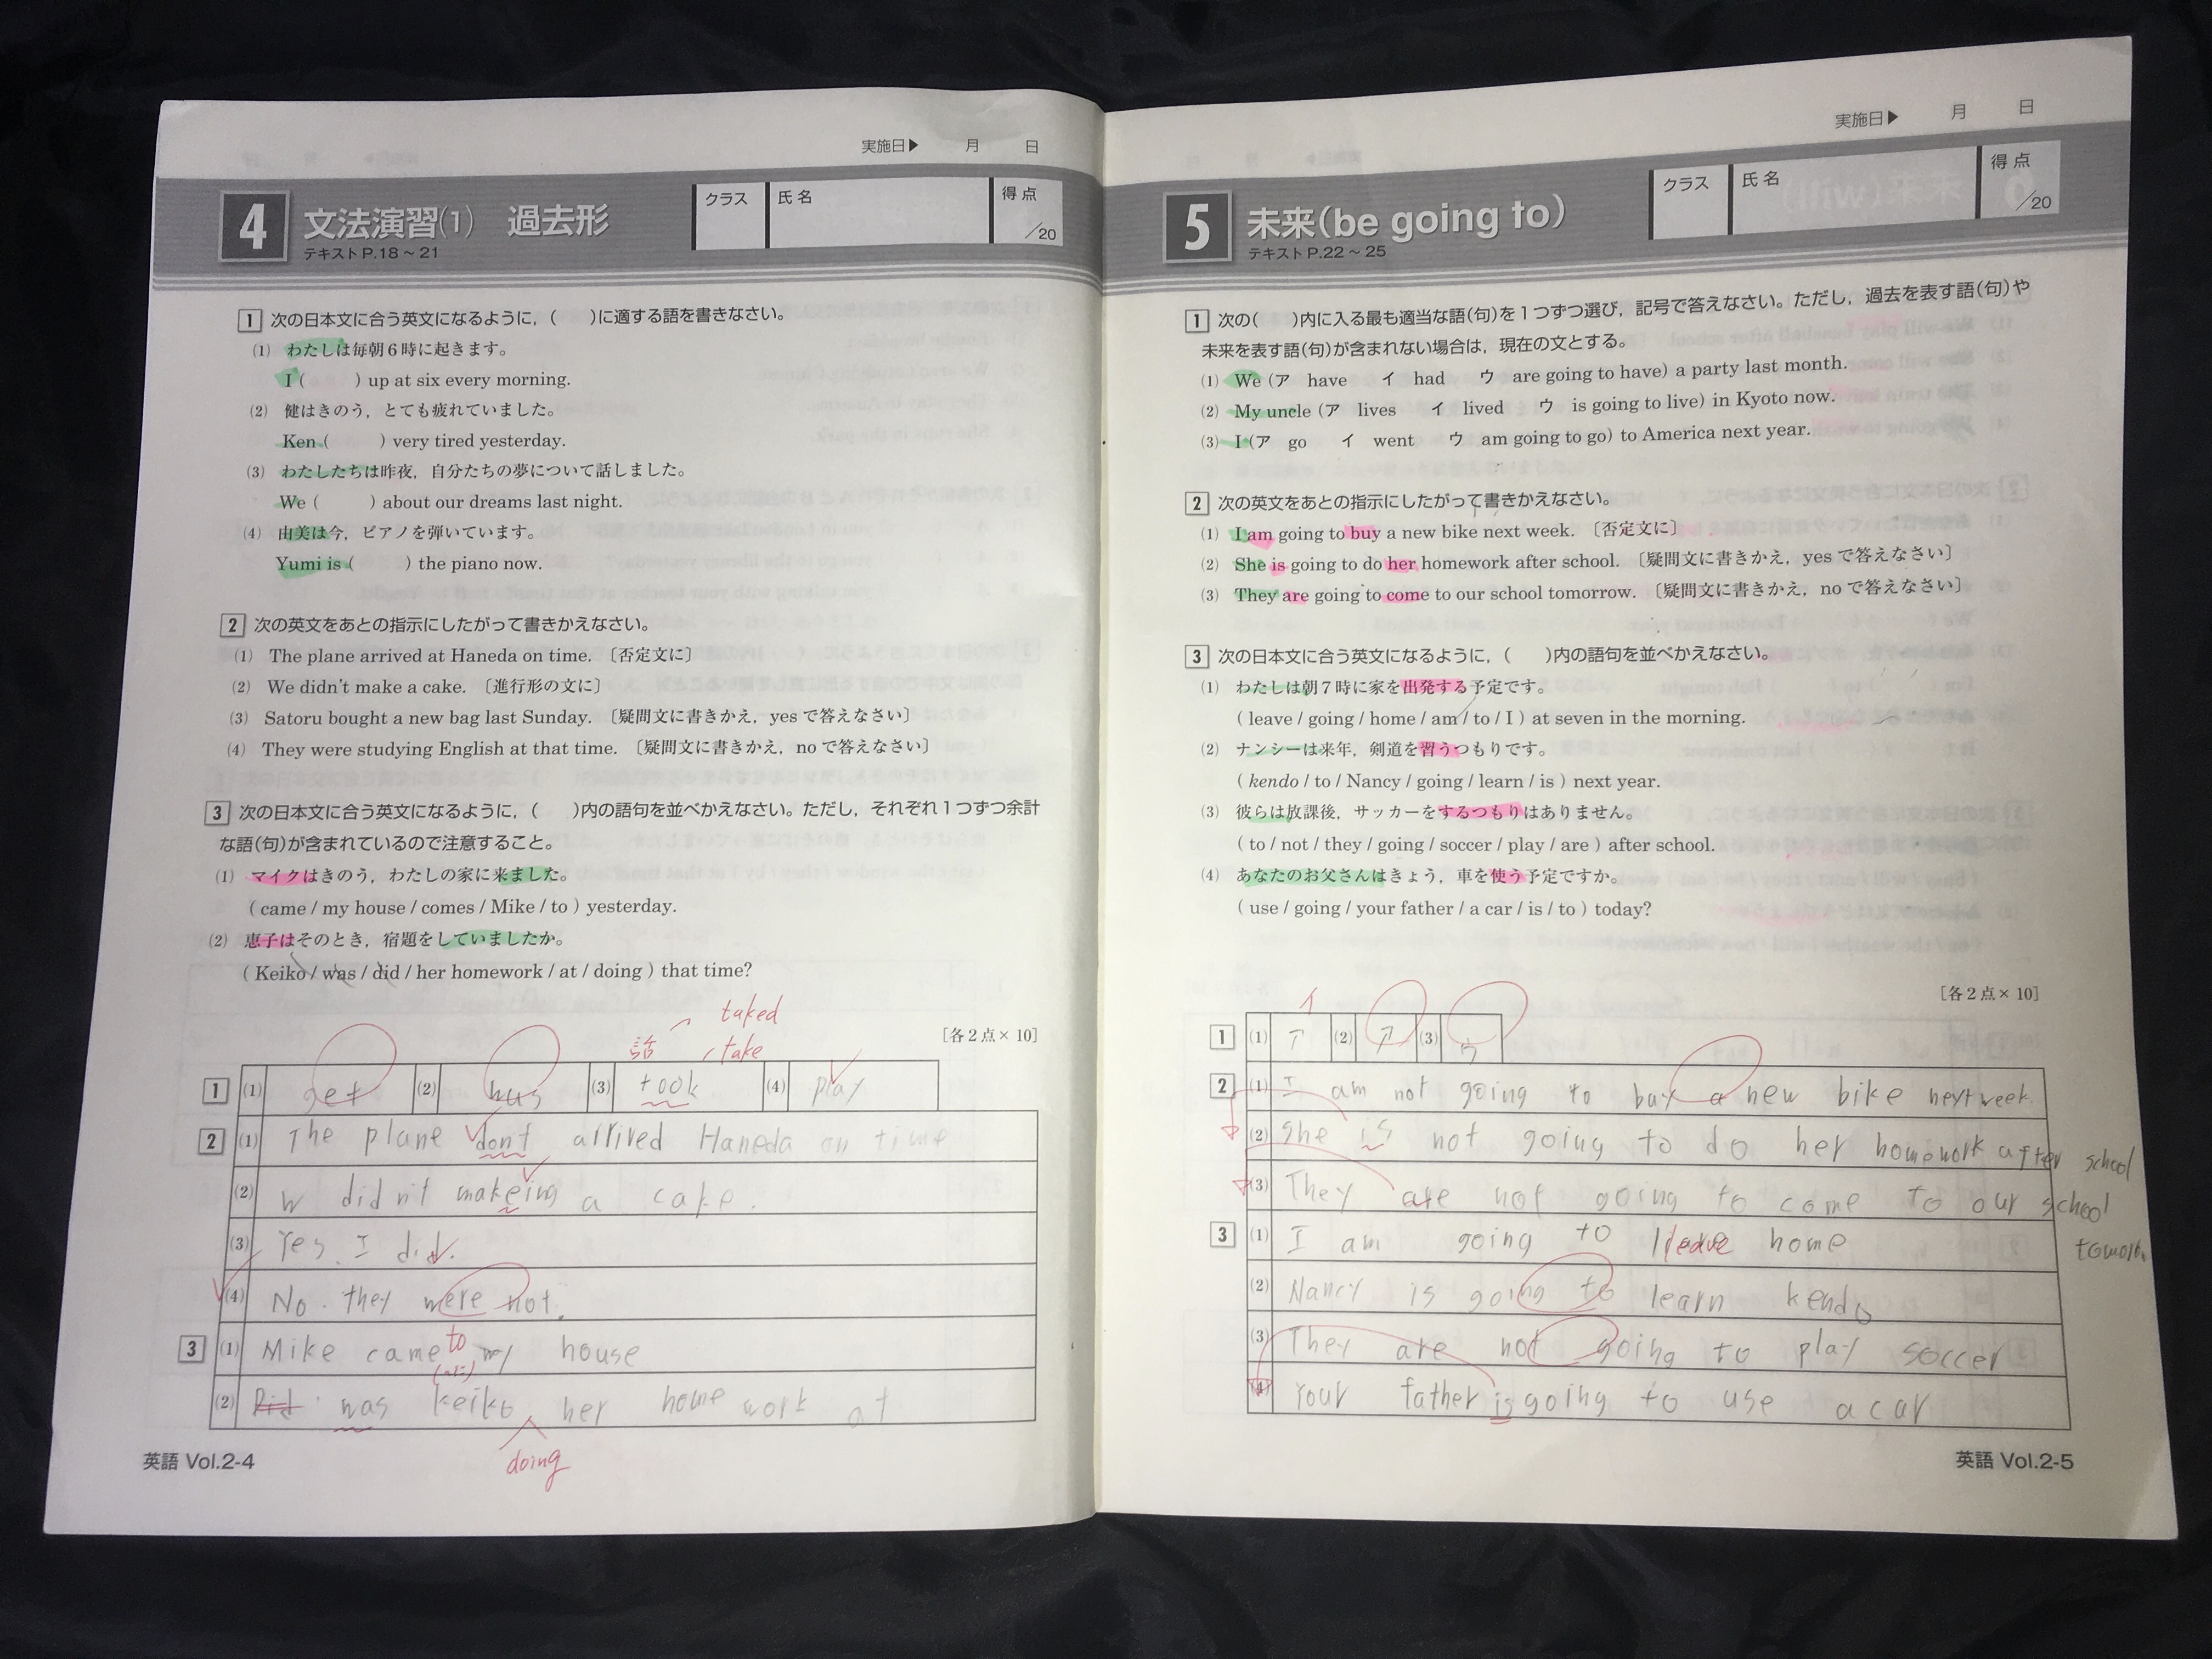 実施日▶ 月 日
4 文法演習(1) 過去形
テキスト P.18～21
クラス 氏名 得点 /20
1 次の日本文に合う英文になるように，( )に適する語を書きなさい。
(1) わたしは毎朝6時に起きます。
I ( ) up at six every morning.
(2) 健はきのう，とても疲れていました。
Ken ( ) very tired yesterday.
(3) わたしたちは昨夜，自分たちの夢について話しました。
We ( ) about our dreams last night.
(4) 由美は今，ピアノを弾いています。
Yumi is ( ) the piano now.
2 次の英文をあとの指示にしたがって書きかえなさい。
(1) The plane arrived at Haneda on time. 〔否定文に〕
(2) We didn't make a cake. 〔進行形の文に〕
(3) Satoru bought a new bag last Sunday. 〔疑問文に書きかえ，yesで答えなさい〕
(4) They were studying English at that time. 〔疑問文に書きかえ，noで答えなさい〕
3 次の日本文に合う英文になるように，( )内の語句を並べかえなさい。ただし，それぞれ1つずつ余計
な語(句)が含まれているので注意すること。
(1) マイクはきのう，わたしの家に来ました。
( came / my house / comes / Mike / to ) yesterday.
(2) 恵子はそのとき，宿題をしていましたか。
( Keiko / was / did / her homework / at / doing ) that time?
taked
[各2点×10]
話 take
1 (1) get (2) was (3) took (4) play
2 (1) The plane don't arrived Haneda on time
(2) W didn't makeing a cake.
(3) Yes. I did.
(4) No. they were not.
3 (1) Mike came to my house
(2) Did was keiko her home work at
doing
英語 Vol.2-4
実施日▶ 月 日
5 未来(be going to)
テキスト P.22～25
クラス 氏名 得点 /20
1 次の( )内に入る最も適当な語(句)を1つずつ選び，記号で答えなさい。ただし，過去を表す語(句)や
未来を表す語(句)が含まれない場合は，現在の文とする。
(1) We (ア have イ had ウ are going to have) a party last month.
(2) My uncle (ア lives イ lived ウ is going to live) in Kyoto now.
(3) I (ア go イ went ウ am going to go) to America next year.
2 次の英文をあとの指示にしたがって書きかえなさい。
(1) I am going to buy a new bike next week. 〔否定文に〕
(2) She is going to do her homework after school. 〔疑問文に書きかえ，yesで答えなさい〕
(3) They are going to come to our school tomorrow. 〔疑問文に書きかえ，noで答えなさい〕
3 次の日本文に合う英文になるように，( )内の語句を並べかえなさい。
(1) わたしは朝7時に家を出発する予定です。
( leave / going / home / am / to / I ) at seven in the morning.
(2) ナンシーは来年，剣道を習うつもりです。
( kendo / to / Nancy / going / learn / is ) next year.
(3) 彼らは放課後，サッカーをするつもりはありません。
( to / not / they / going / soccer / play / are ) after school.
(4) あなたのお父さんはきょう，車を使う予定ですか。
( use / going / your father / a car / is / to ) today?
[各2点×10]
イ
1 (1) ア (2) ア (3) ウ
2 (1) I am not going to buy a new bike next week.
(2) She is not going to do her homework after school
(3) They are not going to come to our school
3 (1) I am going to leave home
(2) Nancy is going to learn kendo
(3) They are not going to play soccer
(4) Your father is going to use a car
英語 Vol.2-5